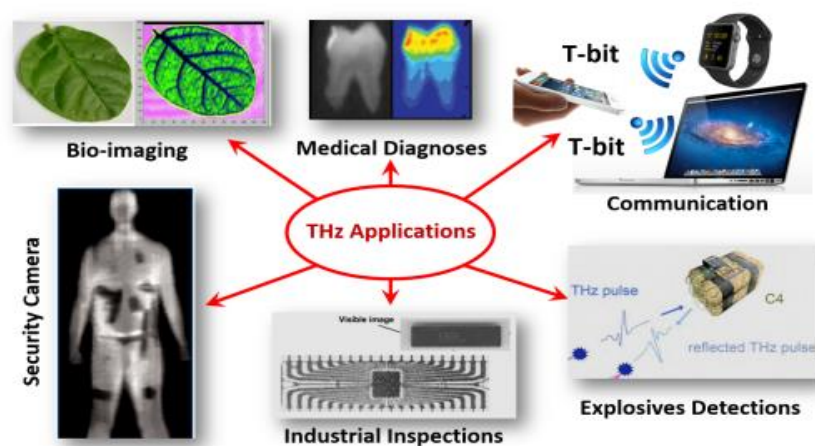 T-bit
T-bit
Bio-imaging
Medical Diagnoses
Communication
THz Applications
Security Camera
THz pulse
C4
reflected THz pulse
Visible image
Industrial Inspections
Explosives Detections